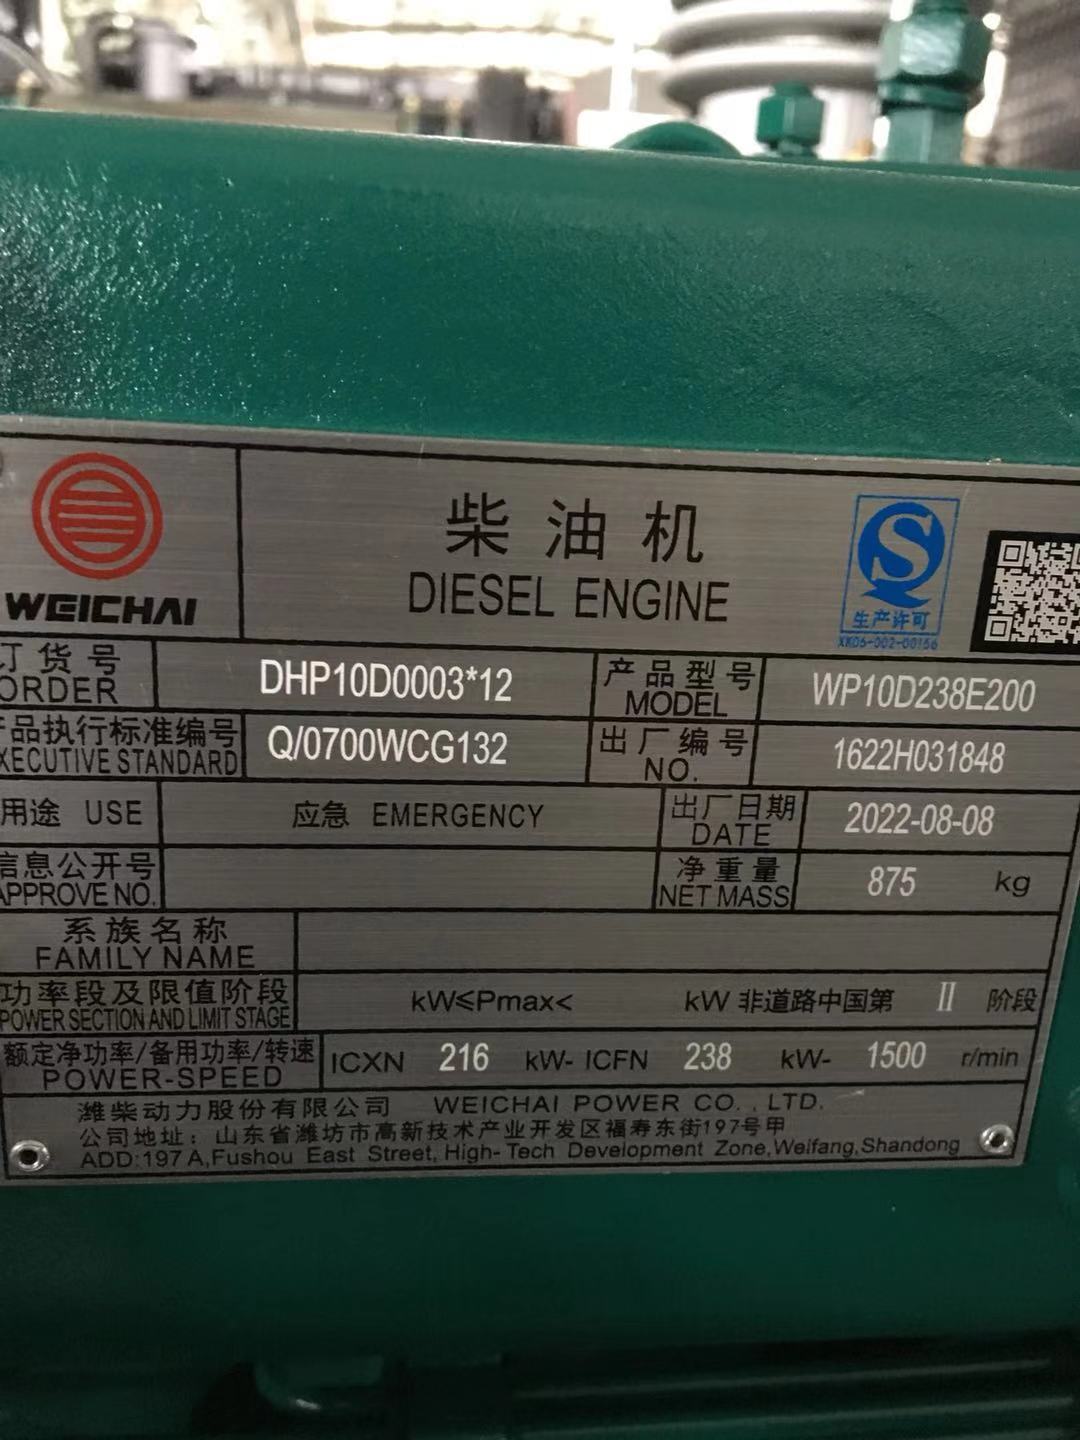 WEICHAI
柴油机
DIESEL ENGINE
生产许可
XK06-002-00156
订货号
ORDER
DHP10D0003*12
产品型号
MODEL
WP10D238E200
产品执行标准编号
EXECUTIVE STANDARD
Q/0700WCG132
出厂编号
NO.
1622H031848
用途 USE
应急 EMERGENCY
出厂日期
DATE
2022-08-08
信息公开号
APPROVE NO.
净重量
NET MASS
875 kg
系族名称
FAMILY NAME
功率段及限值阶段
POWER SECTION AND LIMIT STAGE
kW≤Pmax< kW 非道路中国第 II 阶段
额定净功率/备用功率/转速
POWER-SPEED
ICXN 216 kW- ICFN 238 kW- 1500 r/min
潍柴动力股份有限公司 WEICHAI POWER CO., LTD.
公司地址：山东省潍坊市高新技术产业开发区福寿东街197号甲
ADD:197 A,Fushou East Street, High-Tech Development Zone,Weifang,Shandong